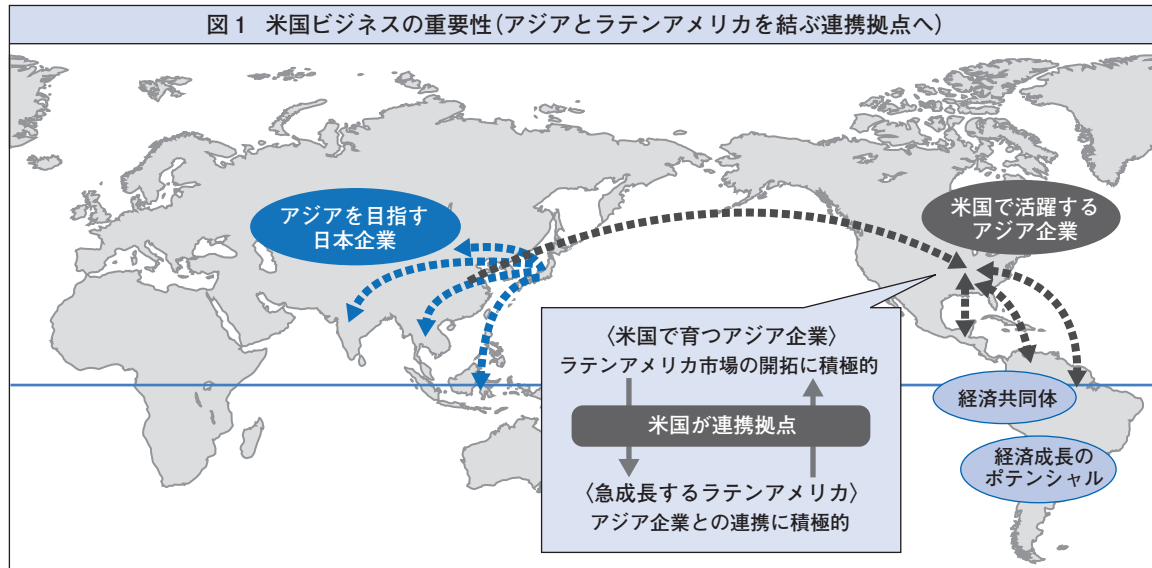 図1 米国ビジネスの重要性（アジアとラテンアメリカを結ぶ連携拠点へ）
アジアを目指す
日本企業
米国で活躍する
アジア企業
〈米国で育つアジア企業〉
ラテンアメリカ市場の開拓に積極的
米国が連携拠点
〈急成長するラテンアメリカ〉
アジア企業との連携に積極的
経済共同体
経済成長の
ポテンシャル